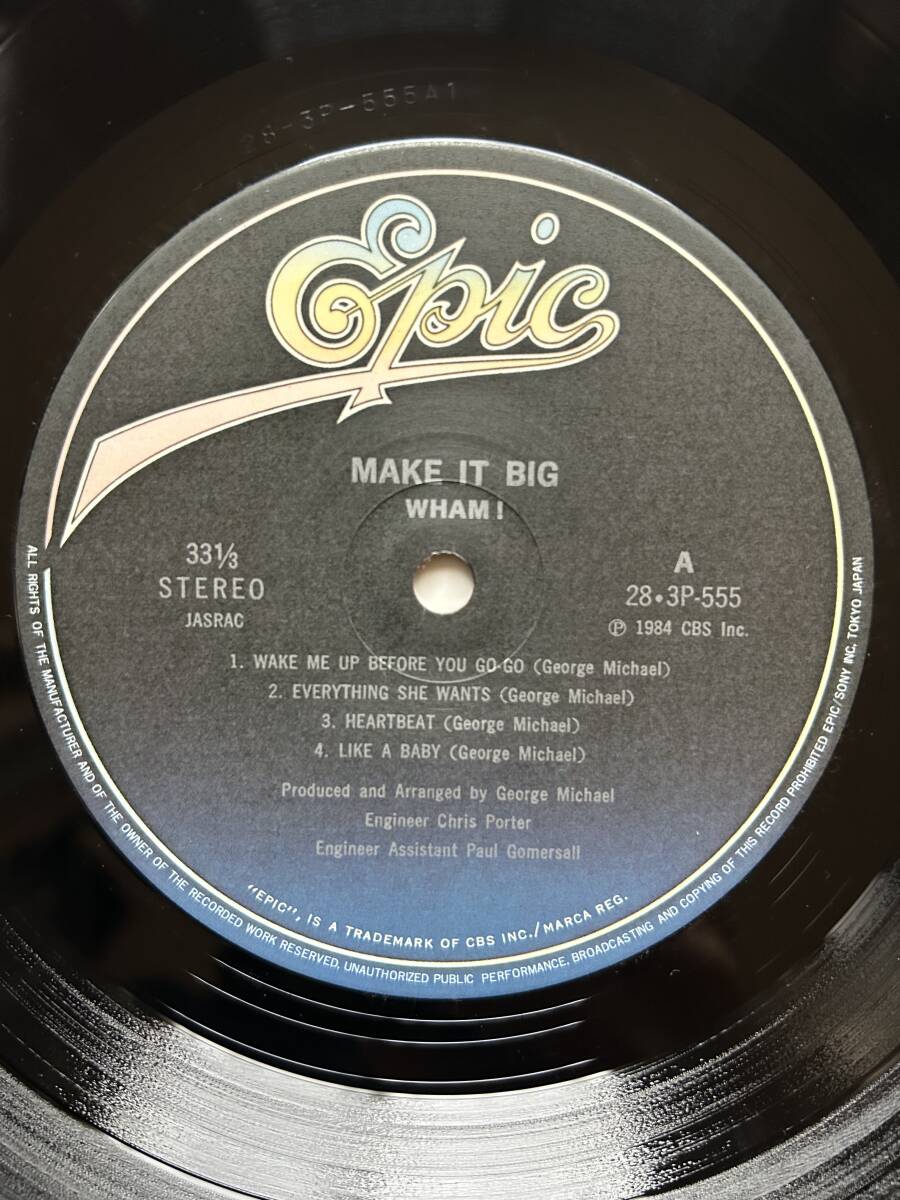 28-3P-555A1
Epic
MAKE IT BIG
WHAM!
33⅓
STEREO
JASRAC
A
28•3P-555
℗ 1984 CBS Inc.
1. WAKE ME UP BEFORE YOU GO-GO (George Michael)
2. EVERYTHING SHE WANTS (George Michael)
3. HEARTBEAT (George Michael)
4. LIKE A BABY (George Michael)
Produced and Arranged by George Michael
Engineer Chris Porter
Engineer Assistant Paul Gomersall
"EPIC", IS A TRADEMARK OF CBS INC./MARCA REG.
ALL RIGHTS OF THE MANUFACTURER AND OF THE OWNER OF THE RECORDED WORK RESERVED, UNAUTHORIZED PUBLIC PERFORMANCE, BROADCASTING AND COPYING OF THIS RECORD PROHIBITED EPIC/SONY INC. TOKYO JAPAN